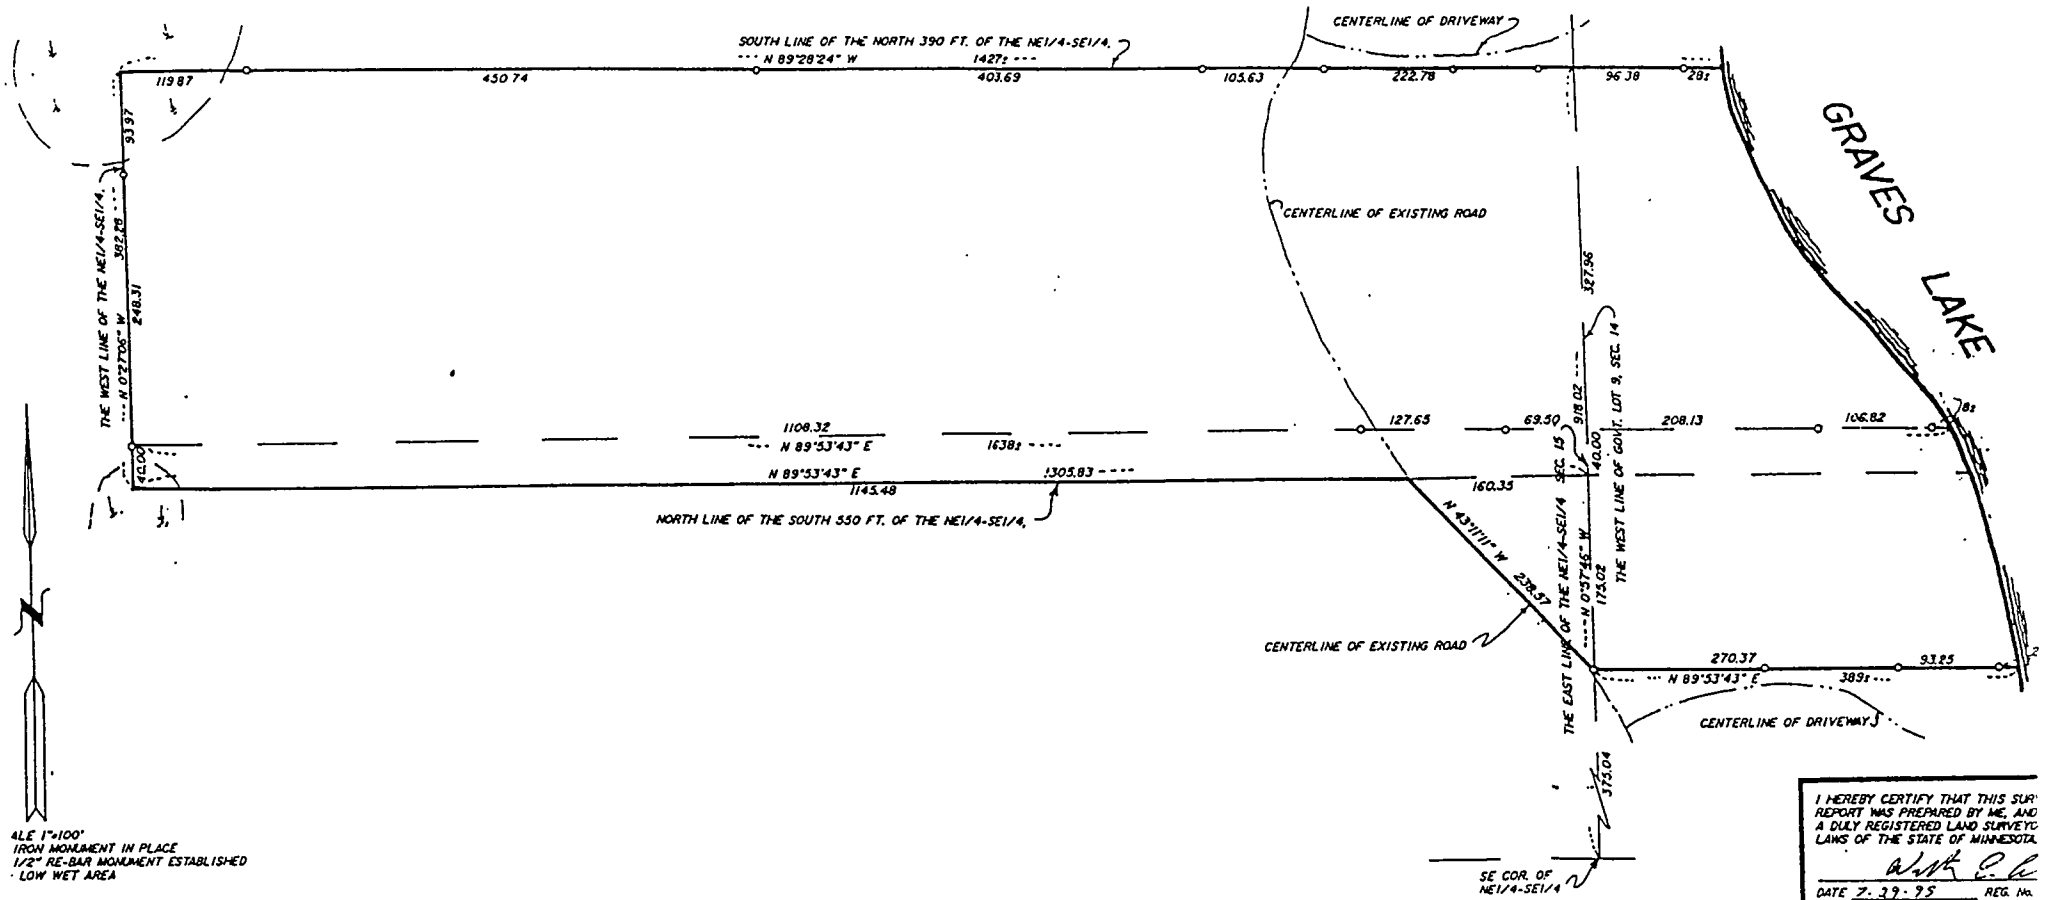 CENTERLINE OF DRIVEWAY
SOUTH LINE OF THE NORTH 390 FT. OF THE NE1/4-SE1/4,
N 89°28'24" W 1427±
119.87 450.74 403.69 105.63 222.78 96.38 28±
GRAVES
LAKE
93.97
THE WEST LINE OF THE NE1/4-SE1/4,
N 0°27'06" W 382.28
248.31
CENTERLINE OF EXISTING ROAD
327.96
THE WEST LINE OF GOVT. LOT 9, SEC. 14
918.02
1108.32 127.65 69.50 208.13 106.82 8±
N 89°53'43" E 1638±
40.00
40.00
N 89°53'43" E 1305.83
1145.48 160.35
NORTH LINE OF THE SOUTH 550 FT. OF THE NE1/4-SE1/4,
N 43°11'11" W 238.57
THE EAST LINE OF THE NE1/4-SE1/4 SEC. 15
N 0°57'46" W
175.02
CENTERLINE OF EXISTING ROAD
270.37 93.25 2
N 89°53'43" E 389±
CENTERLINE OF DRIVEWAY
375.04
SE COR. OF
NE1/4-SE1/4
N
ALE 1"=100'
IRON MONUMENT IN PLACE
1/2" RE-BAR MONUMENT ESTABLISHED
LOW WET AREA
I HEREBY CERTIFY THAT THIS SUR
REPORT WAS PREPARED BY ME, AND
A DULY REGISTERED LAND SURVEYO
LAWS OF THE STATE OF MINNESOTA
DATE 7-29-95 REG. No.